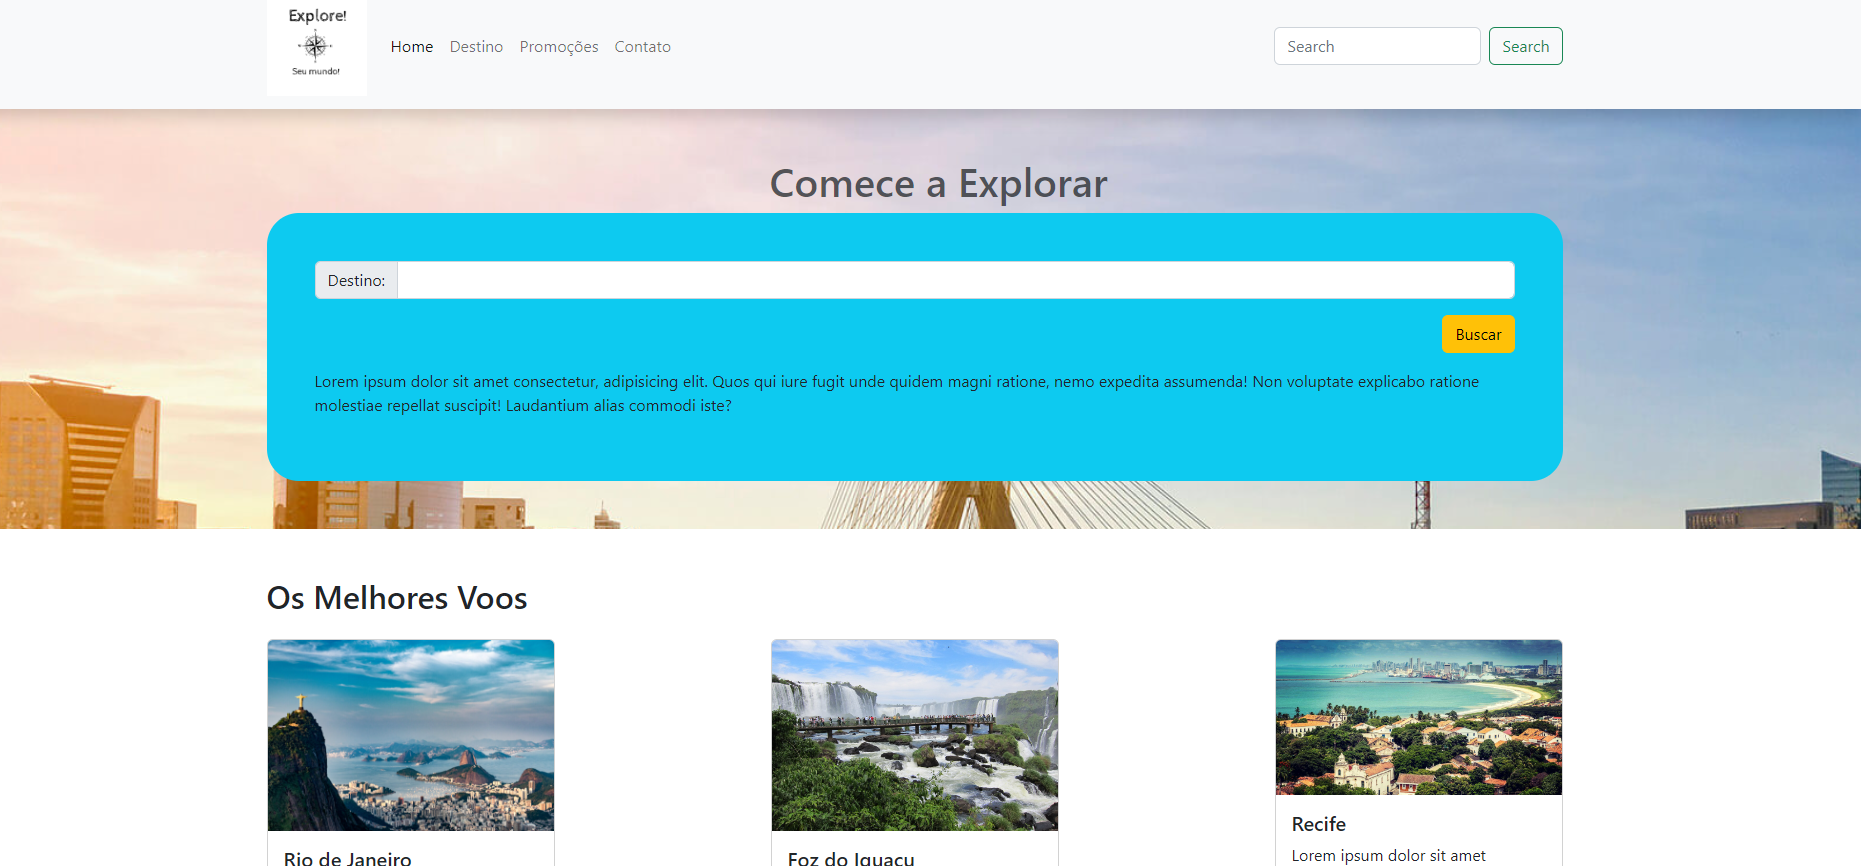 Explore!
Seu mundo!
Home Destino Promoções Contato
Search Search
Comece a Explorar
Destino:
Buscar
Lorem ipsum dolor sit amet consectetur, adipisicing elit. Quos qui iure fugit unde quidem magni ratione, nemo expedita assumenda! Non voluptate explicabo ratione
molestiae repellat suscipit! Laudantium alias commodi iste?
Os Melhores Voos
Rio de Janeiro
Foz do Iguaçu
Recife
Lorem ipsum dolor sit amet